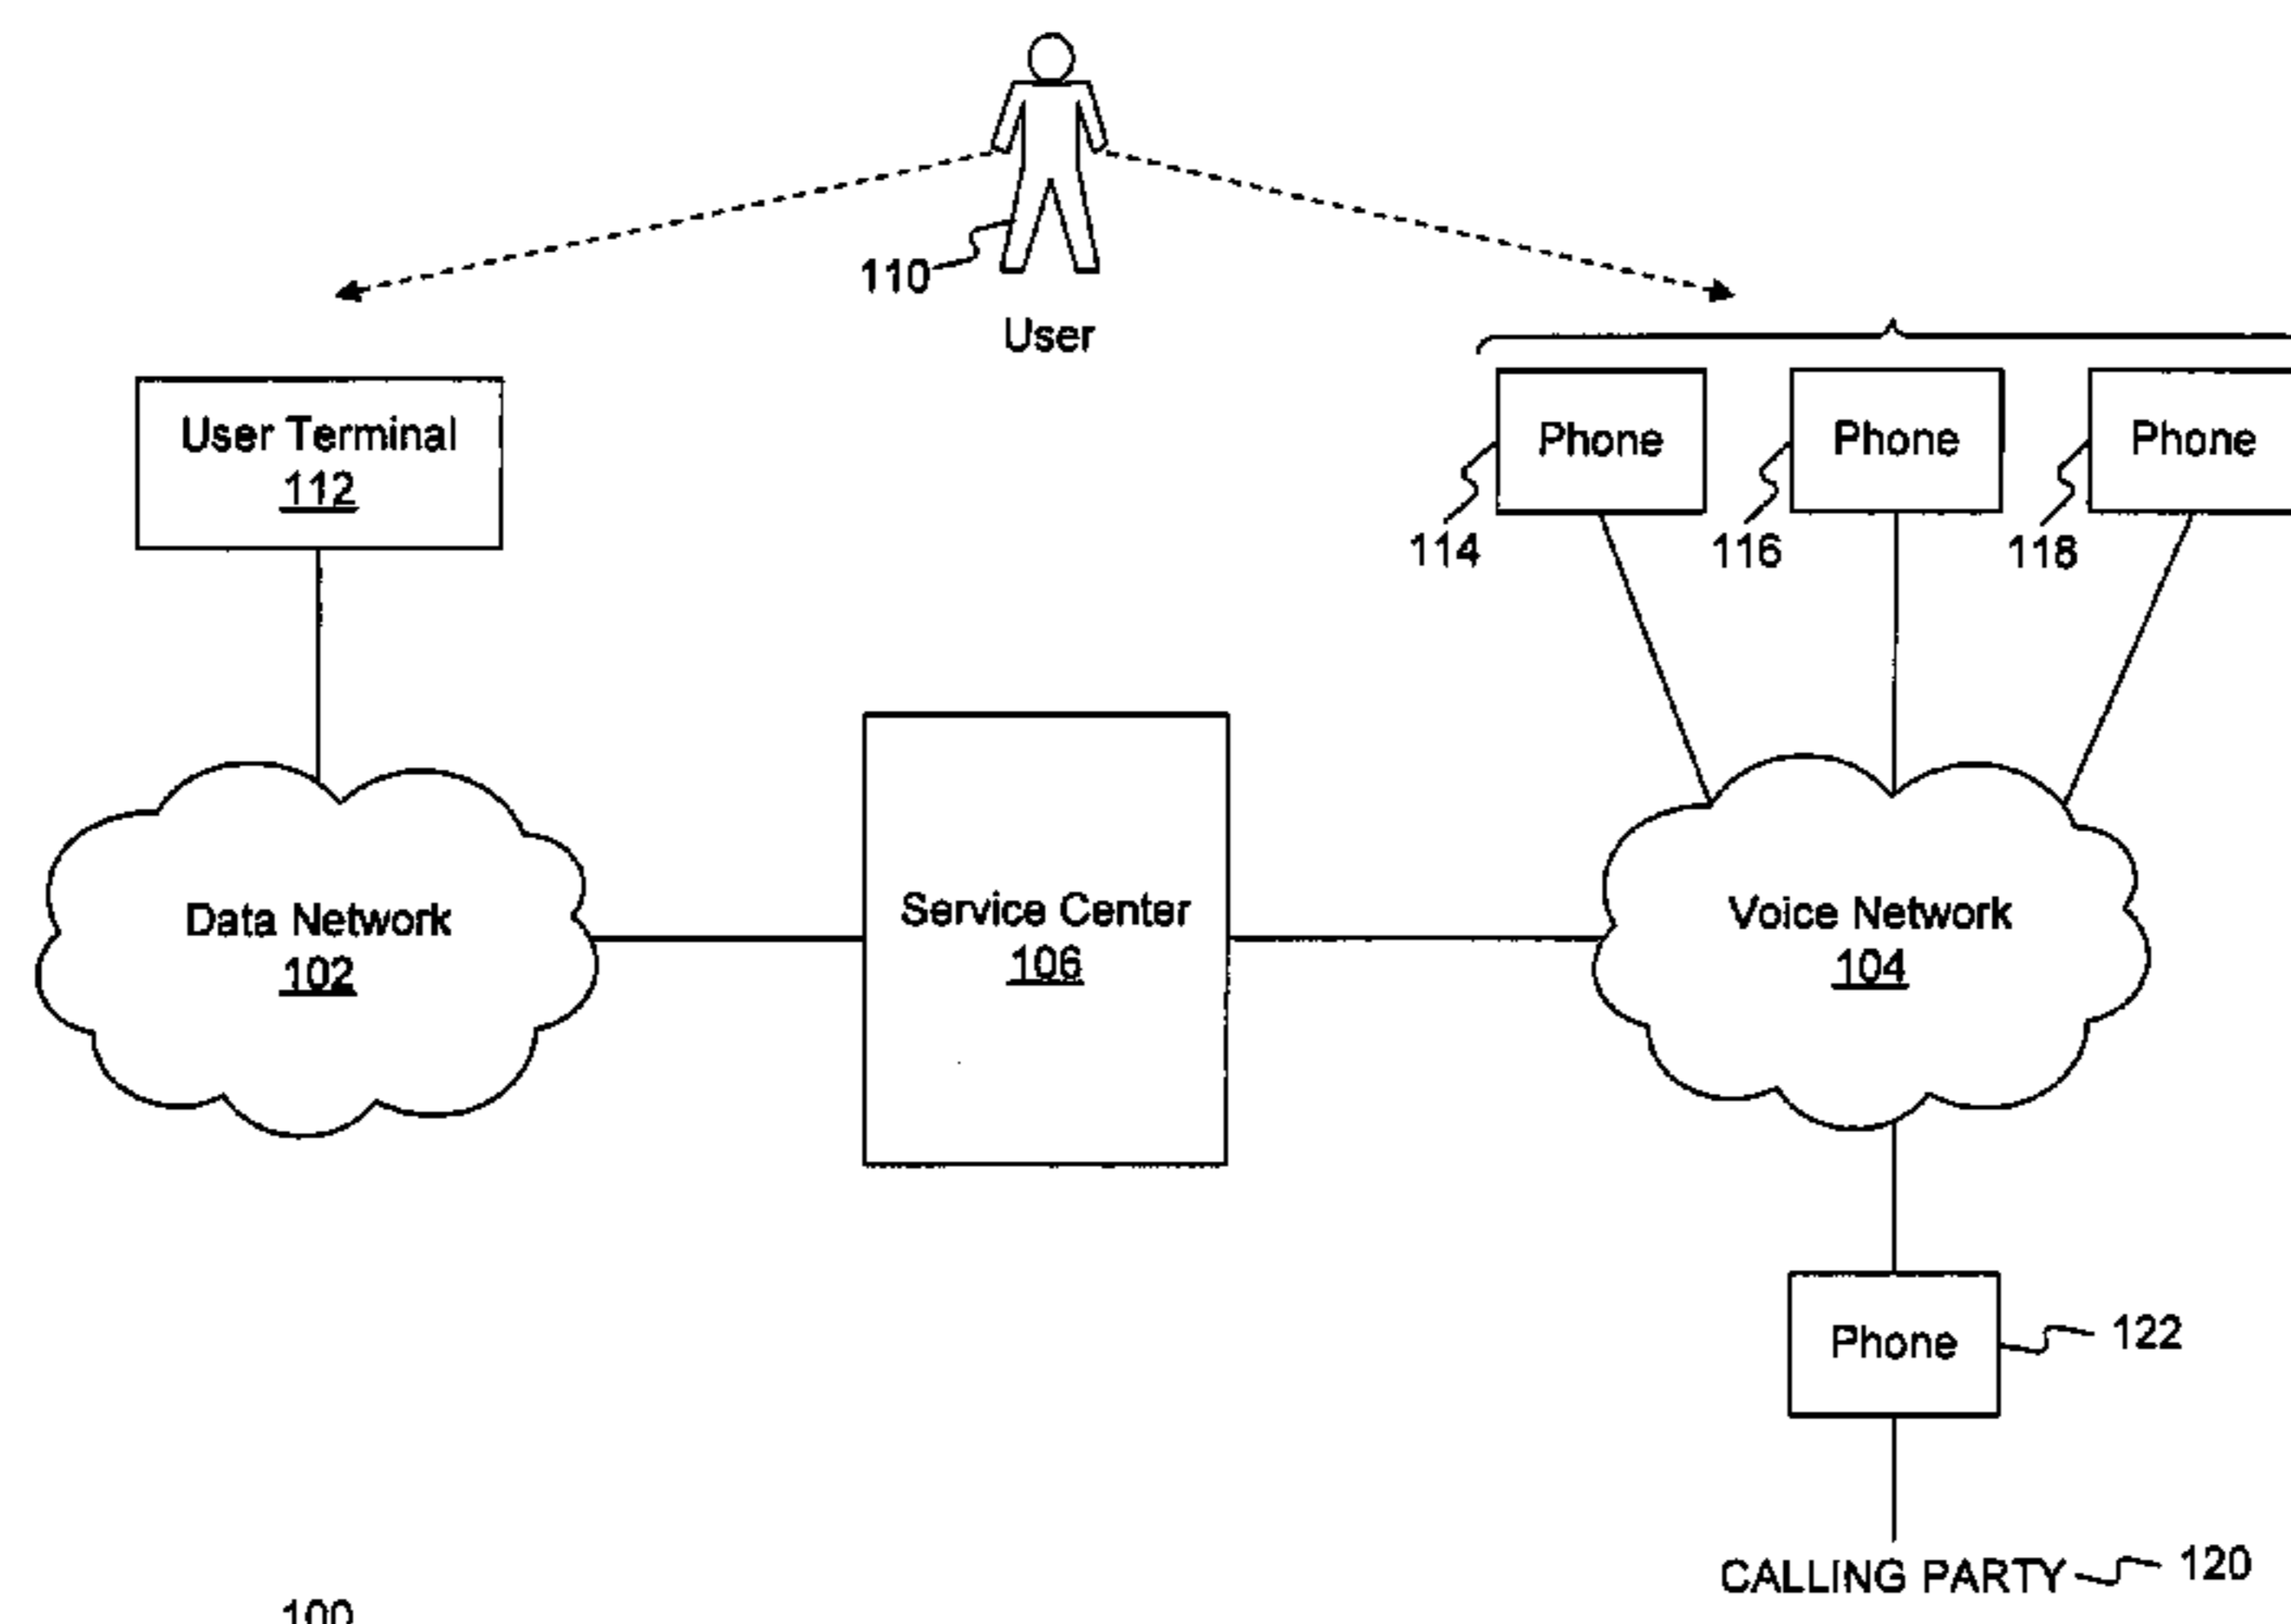 110
User
User Terminal
112
Phone
Phone
Phone
114
116
118
Data Network
102
Service Center
106
Voice Network
104
Phone
122
CALLING PARTY
120
100